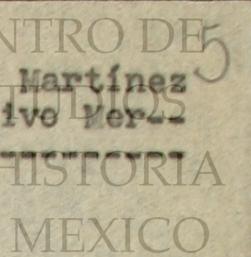 NTRO DE
5
Martínez
TUDIOS
ivo Mer--
-----------
HISTORIA
MEXICO